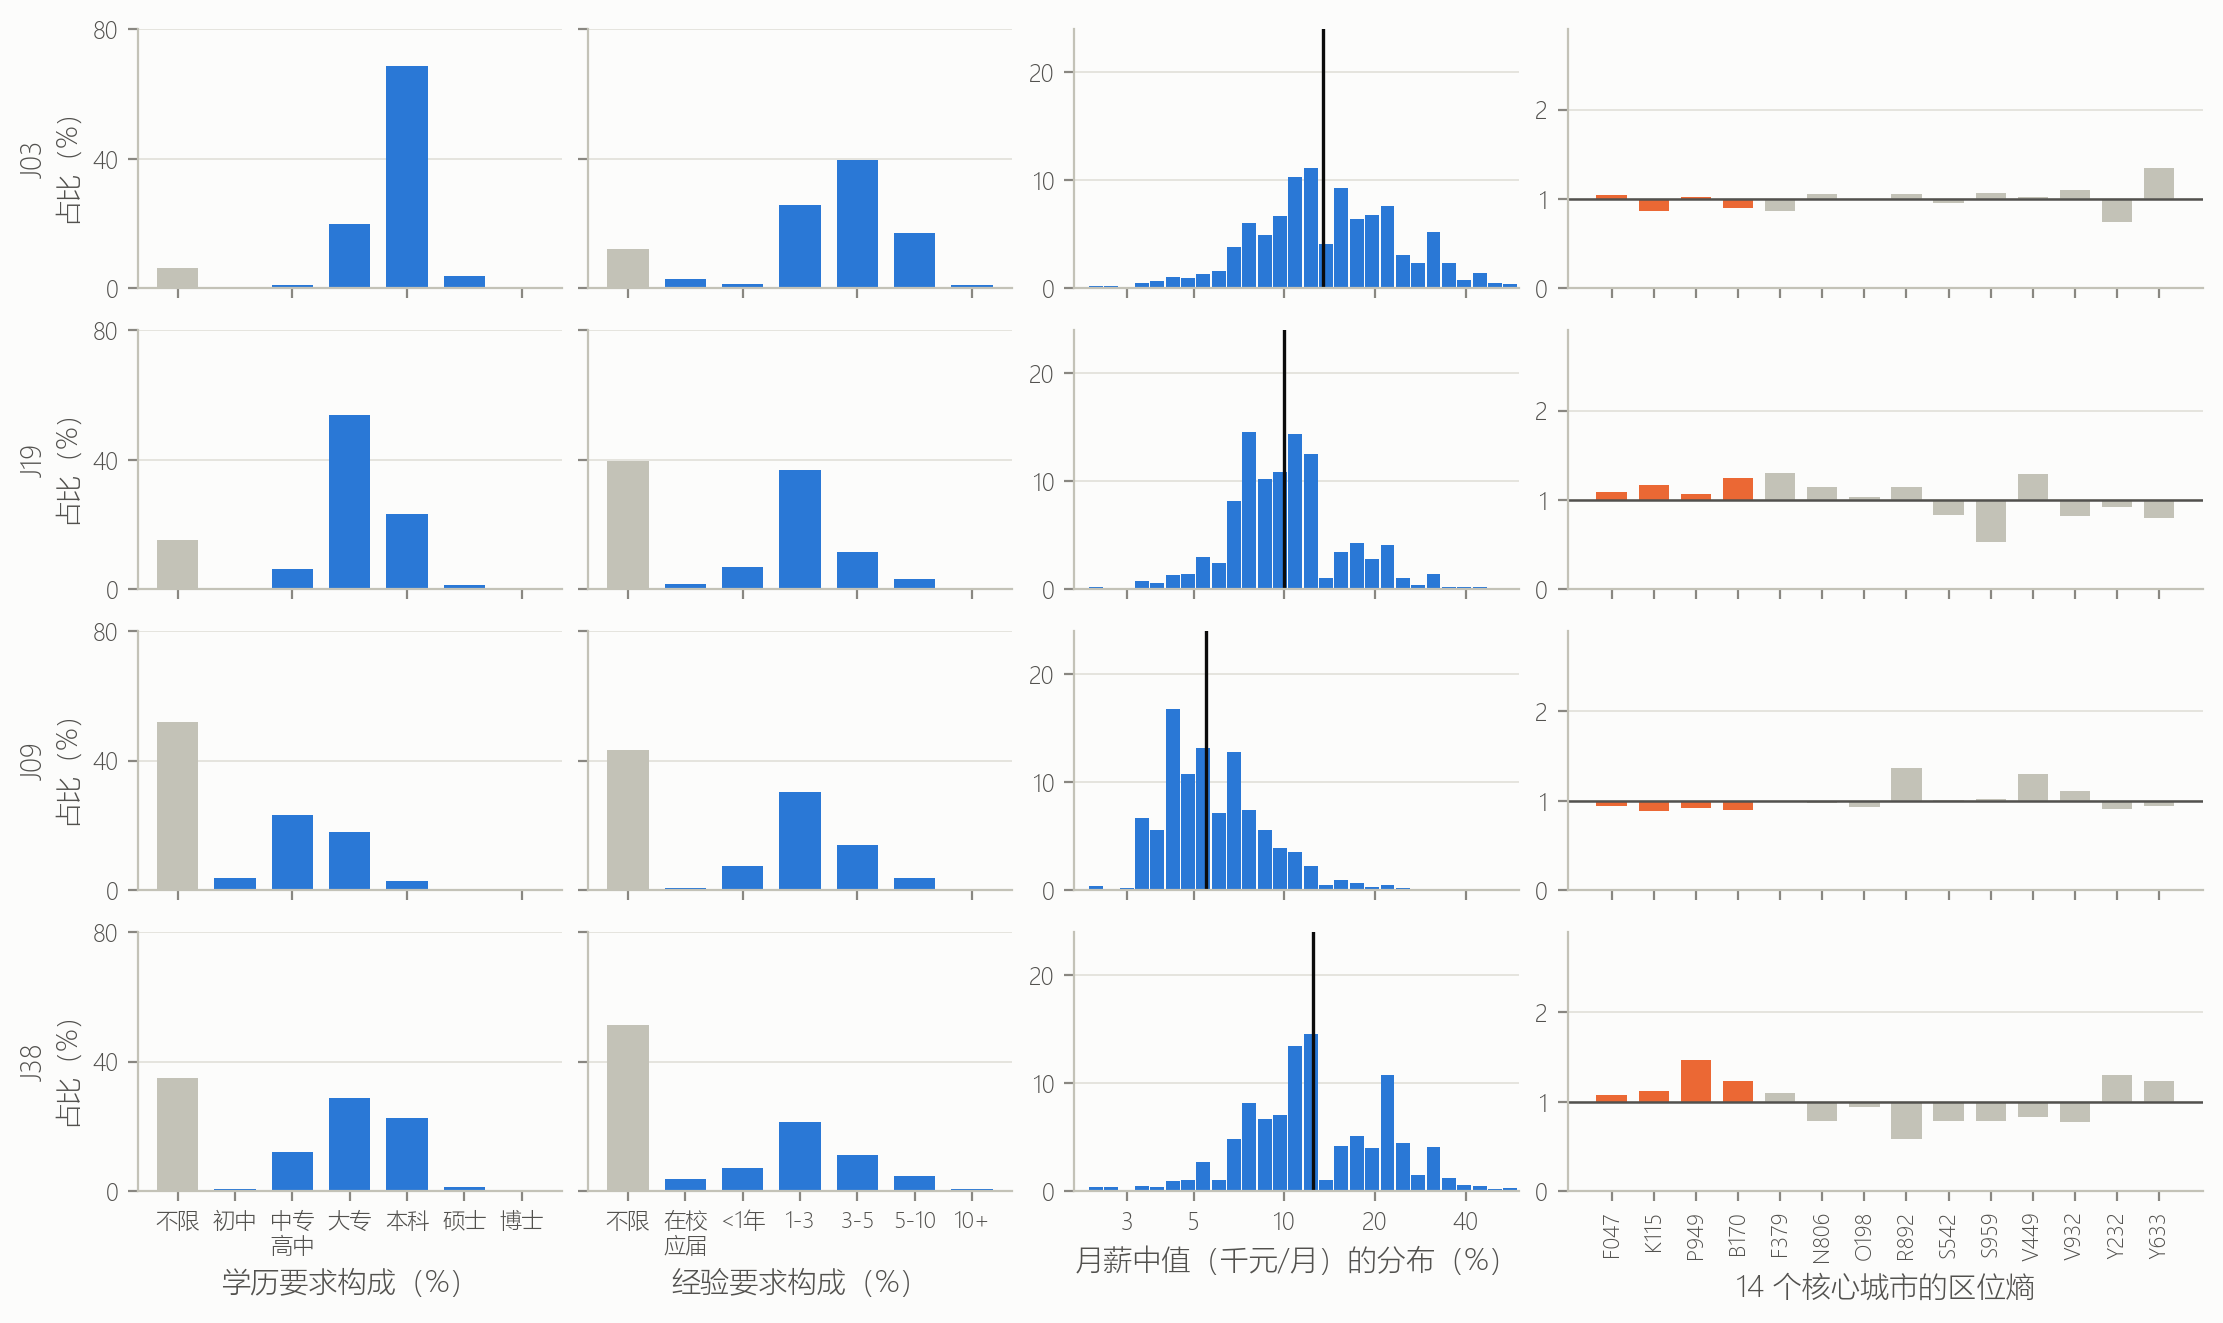 J03
占比 (%)
80
40
0
20
10
0
2
1
0
J19
占比 (%)
80
40
0
20
10
0
2
1
0
J09
占比 (%)
80
40
0
20
10
0
2
1
0
J38
占比 (%)
80
40
0
20
10
0
2
1
0
不限 初中 中专 大专 本科 硕士 博士
高中
学历要求构成（%）
不限 在校 <1年 1-3 3-5 5-10 10+
应届
经验要求构成（%）
3 5 10 20 40
月薪中值（千元/月）的分布（%）
F047 K115 P949 B170 F379 N806 O198 R892 S542 S959 V449 V932 Y232 Y633
14 个核心城市的区位熵